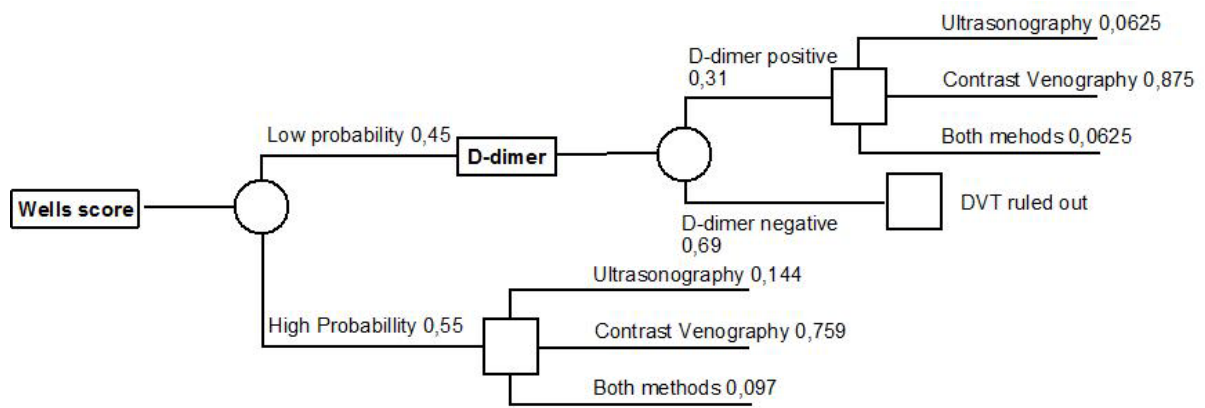 Ultrasonography 0,0625
D-dimer positive
0,31
Contrast Venography 0,875
Low probability 0,45
D-dimer
Both mehods 0,0625
Wells score
DVT ruled out
D-dimer negative
0,69
Ultrasonography 0,144
High Probabillity 0,55
Contrast Venography 0,759
Both methods 0,097